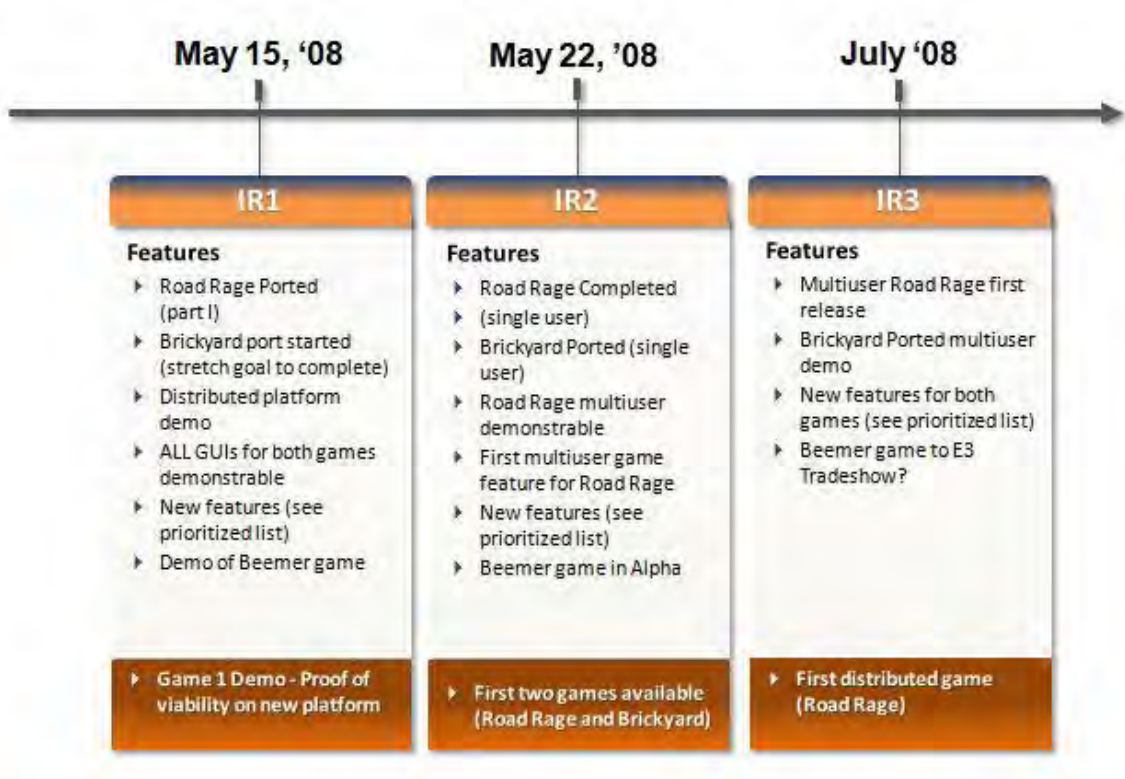 May 15, ‘08
May 22, ’08
July ‘08
IR1
Features
Road Rage Ported
(part I)
Brickyard port started
(stretch goal to complete)
Distributed platform
demo
ALL GUIs for both games
demonstrable
New features (see
prioritized list)
Demo of Beemer game
Game 1 Demo - Proof of
viability on new platform
IR2
Features
Road Rage Completed
(single user)
Brickyard Ported (single
user)
Road Rage multiuser
demonstrable
First multiuser game
feature for Road Rage
New features (see
prioritized list)
Beemer game in Alpha
First two games available
(Road Rage and Brickyard)
IR3
Features
Multiuser Road Rage first
release
Brickyard Ported multiuser
demo
New features for both
games (see prioritized list)
Beemer game to E3
Tradeshow?
First distributed game
(Road Rage)